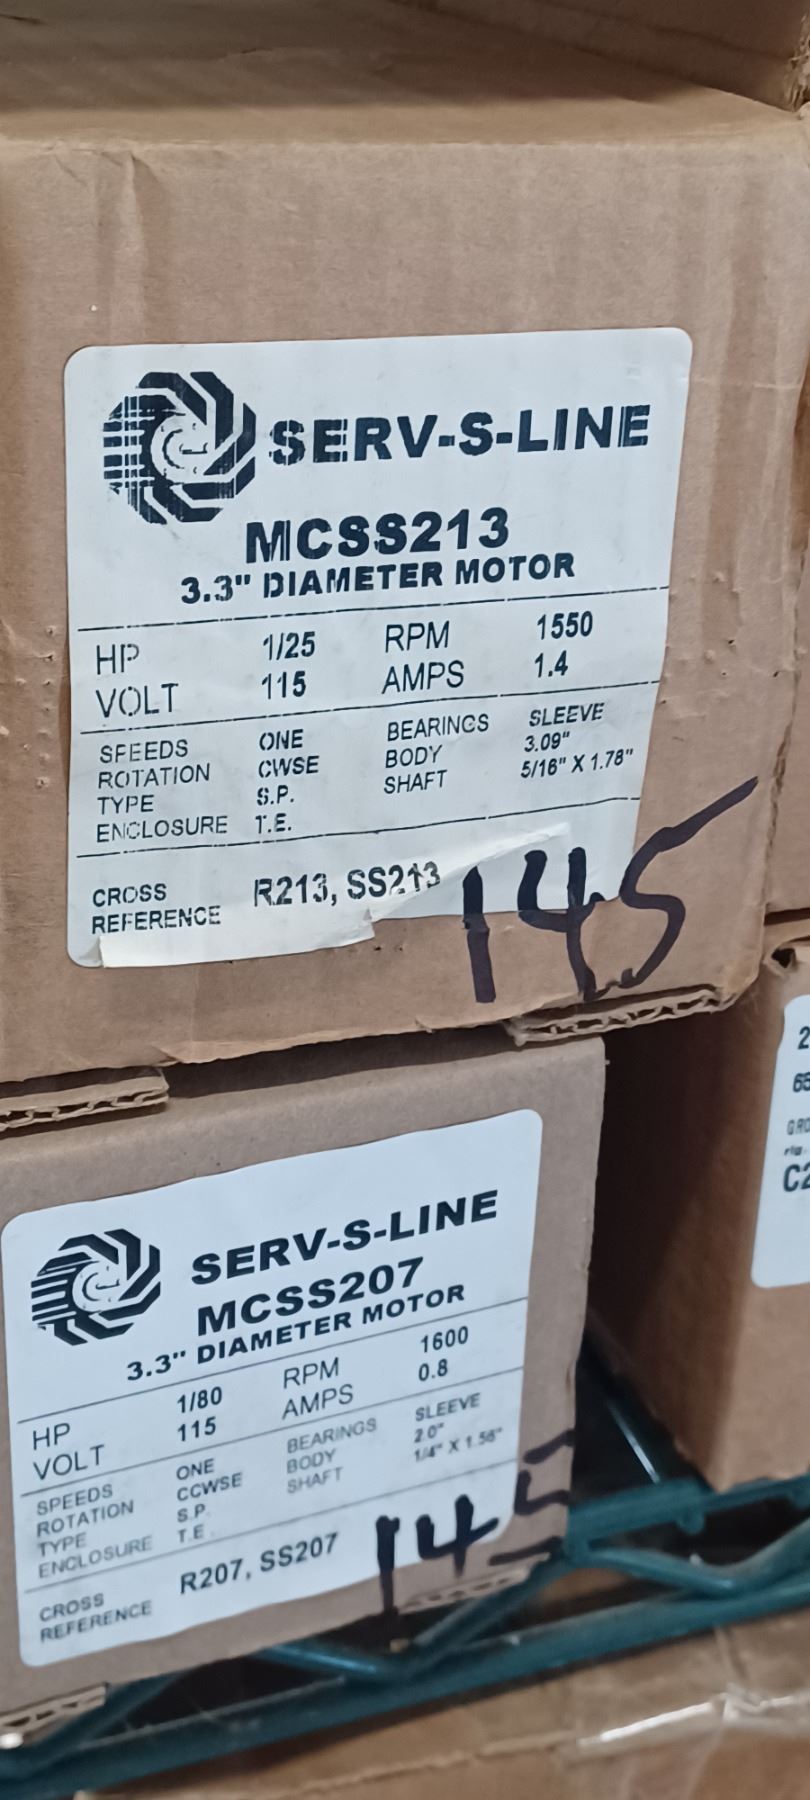 SERV-S-LINE
MCSS213
3.3" DIAMETER MOTOR
HP 1/25 RPM 1550
VOLT 115 AMPS 1.4
SPEEDS ONE BEARINGS SLEEVE
ROTATION CWSE BODY 3.09"
TYPE S.P. SHAFT 5/16" X 1.78"
ENCLOSURE T.E.
CROSS REFERENCE R213, SS213
145
SERV-S-LINE
MCSS207
3.3" DIAMETER MOTOR
HP 1/80 RPM 1600
VOLT 115 AMPS 0.8
SPEEDS ONE BEARINGS SLEEVE
ROTATION CCWSE BODY 2.0"
TYPE S.P. SHAFT 1/4" X 1.56"
ENCLOSURE T.E.
CROSS REFERENCE R207, SS207
145